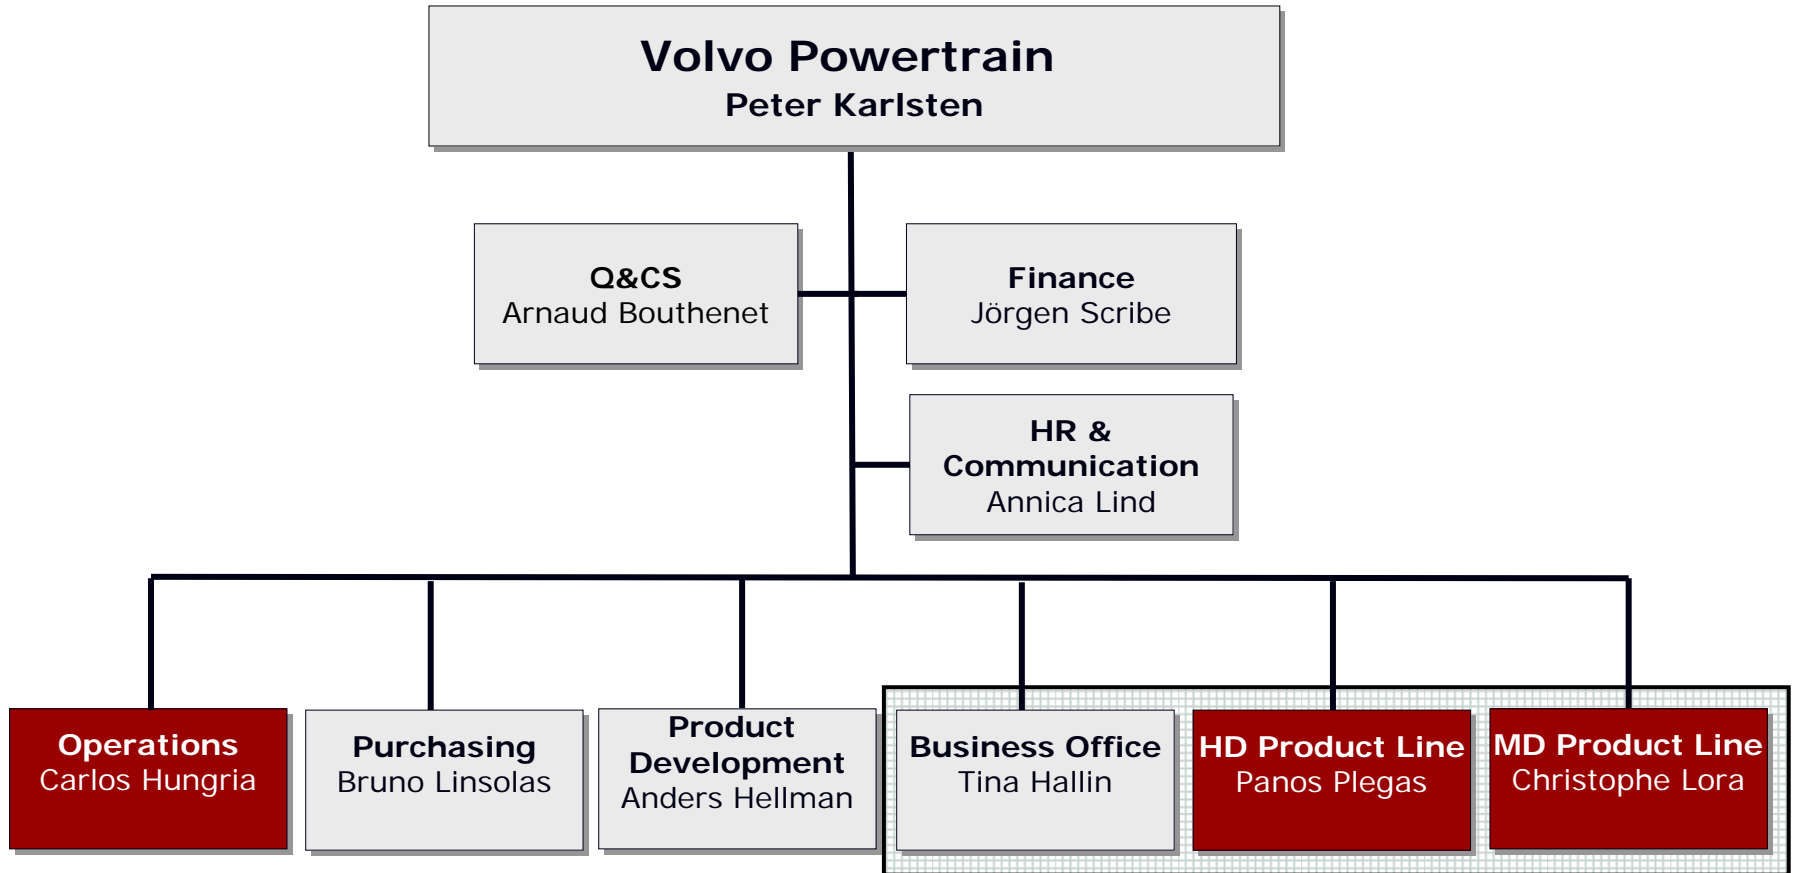 Volvo Powertrain
Peter Karlsten
Q&CS
Arnaud Bouthenet
Finance
Jörgen Scribe
HR &
Communication
Annica Lind
Operations
Carlos Hungria
Purchasing
Bruno Linsolas
Product
Development
Anders Hellman
Business Office
Tina Hallin
HD Product Line
Panos Plegas
MD Product Line
Christophe Lora